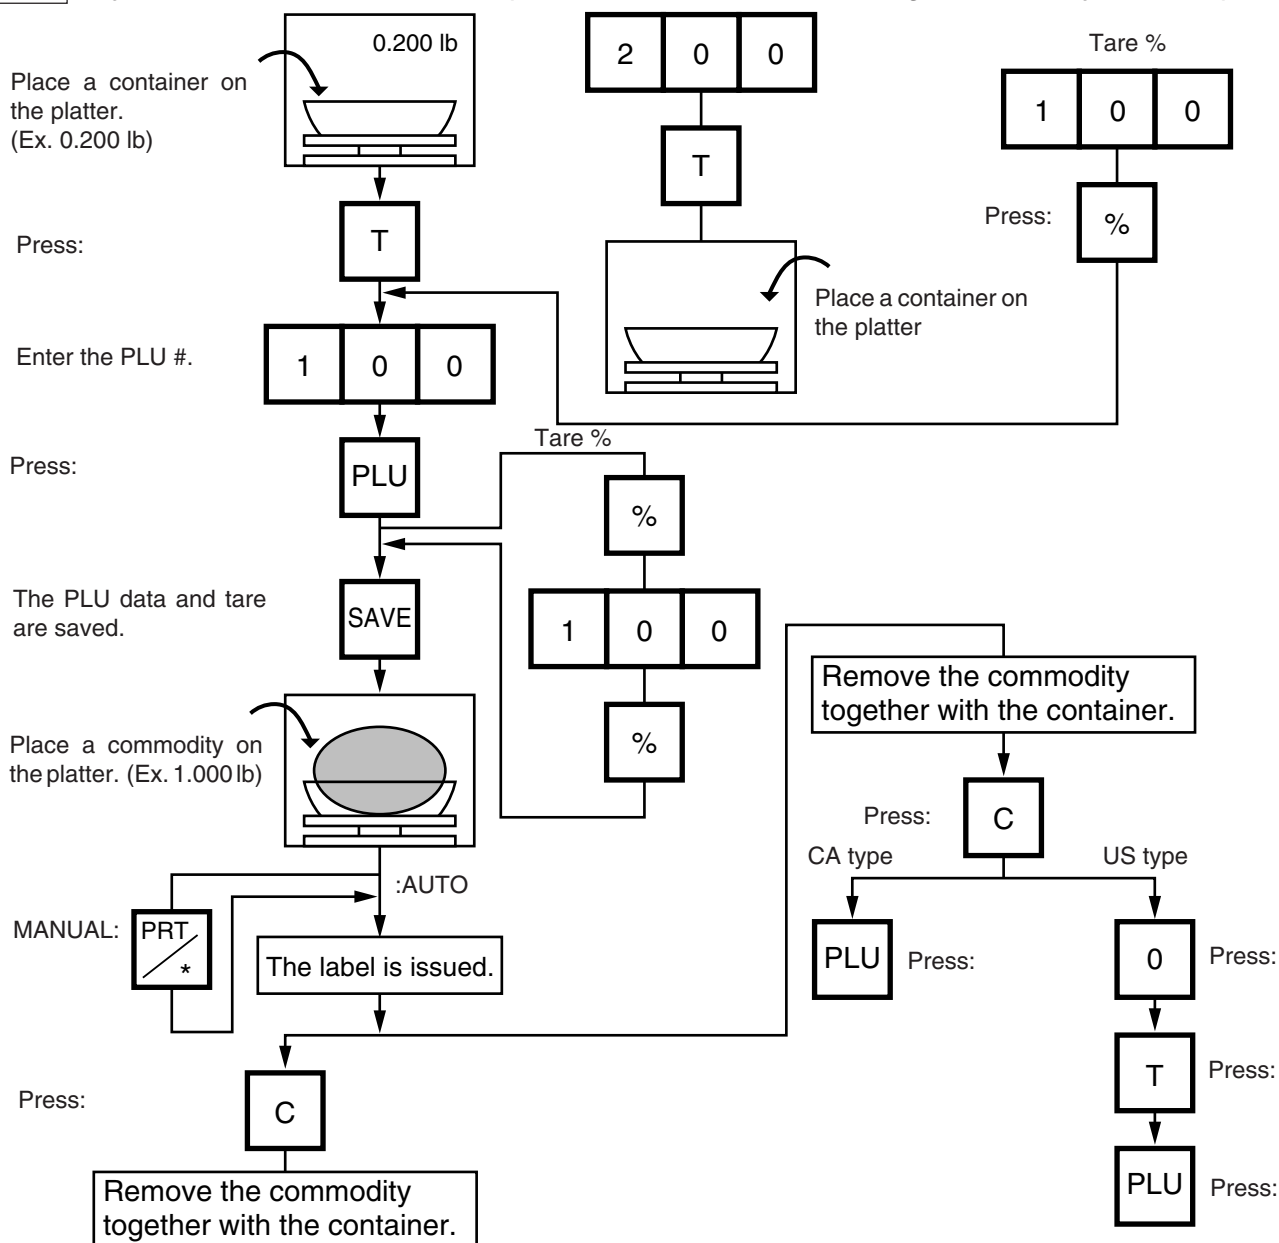 0.200 lb
Place a container on
the platter.
(Ex. 0.200 lb)
Press:
T
2 0 0
T
Place a container on
the platter
Tare %
1 0 0
Press:
%
Enter the PLU #.
1 0 0
Press:
PLU
Tare %
%
1 0 0
%
The PLU data and tare
are saved.
SAVE
Place a commodity on
the platter. (Ex. 1.000 lb)
:AUTO
MANUAL:
PRT
*
The label is issued.
Press:
C
Remove the commodity
together with the container.
Remove the commodity
together with the container.
Press:
C
CA type
US type
PLU
Press:
0
Press:
T
Press:
PLU
Press: